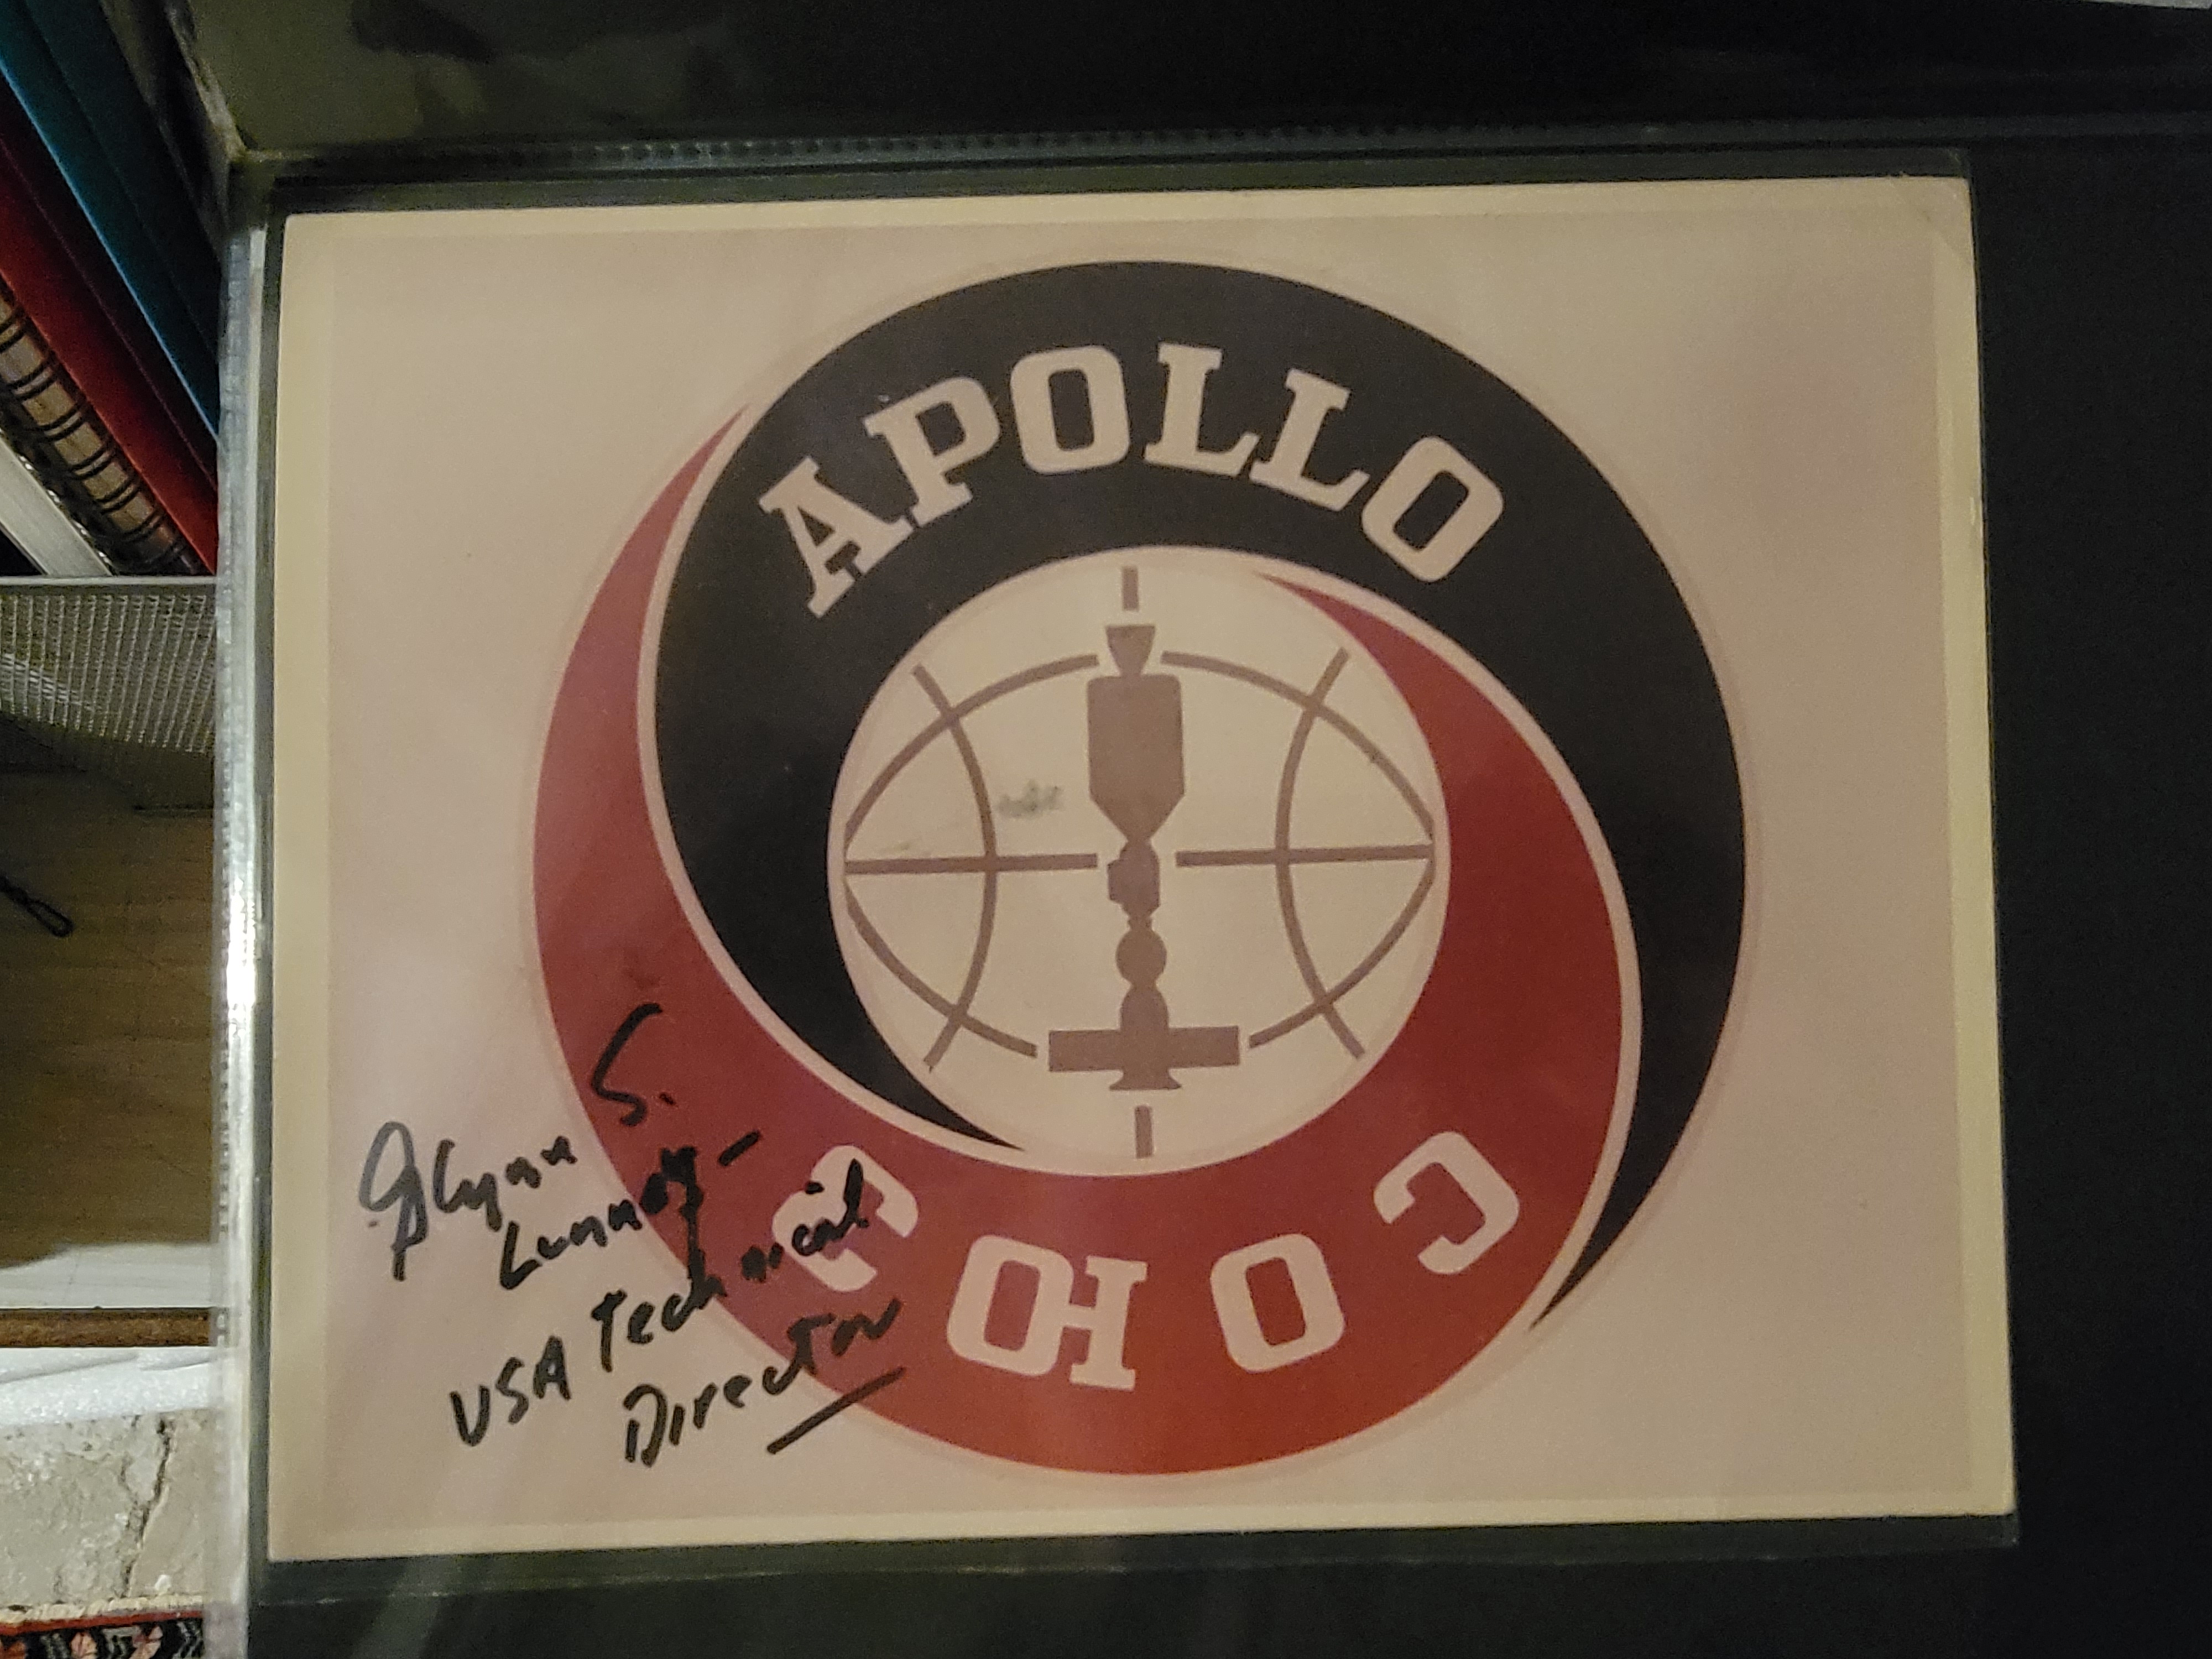 APOLLO
СОЮЗ
Glynn S.
Lunney -
USA Technical
Director